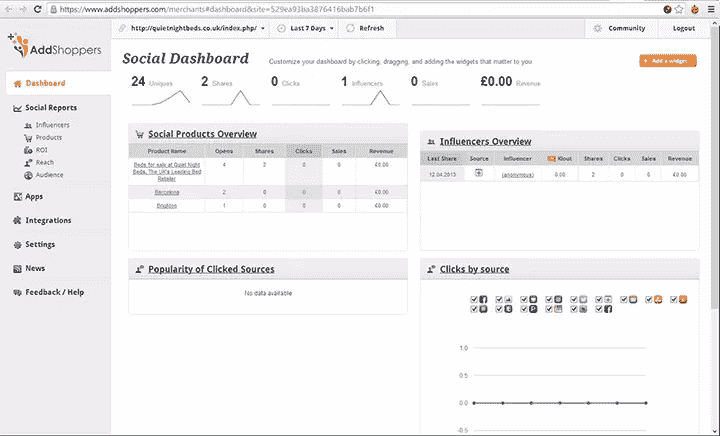 https://www.addshoppers.com/merchants#dashboard&site=529ea93ba3876416bab7b6f1
AddShoppers
http://quietnightbeds.co.uk/index.php/
Last 7 Days
Refresh
Community
Logout
Dashboard
Social Reports
Influencers
Products
ROI
Reach
Audience
Apps
Integrations
Settings
News
Feedback / Help
Social Dashboard
Customize your dashboard by clicking, dragging, and adding the widgets that matter to you.
+ Add a widget
24 Uniques
2 Shares
0 Clicks
1 Influencers
0 Sales
£0.00 Revenue
Social Products Overview
Product Name Opens Shares Clicks Sales Revenue
Beds for sale at Quiet Night 4 2 0 0 £0.00
Beds, The UK's Leading Bed
Retailer
Barcelona 2 0 0 0 £0.00
Brighton 1 0 0 0 £0.00
Influencers Overview
Last Share Source Influencer Klout Shares Clicks Sales Revenue
12.04.2013 (anonymous) 0.00 2 0 0 £0.00
Popularity of Clicked Sources
No data available
Clicks by source
1.0
0.5
0.0
-0.5